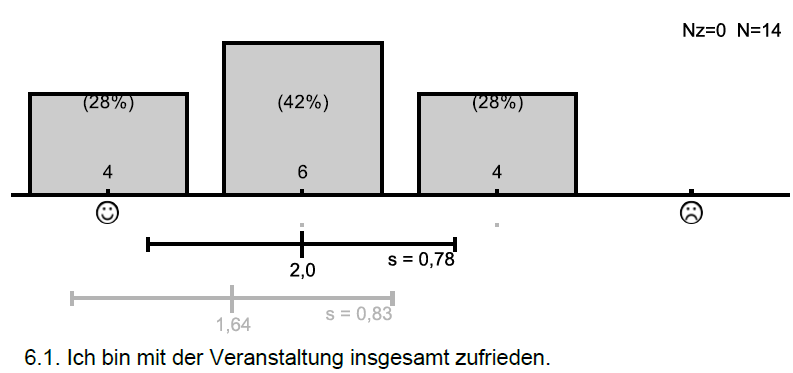 Nz=0 N=14
(28%) (42%) (28%)
4 6 4
s = 0,78
2,0
s = 0,83
1,64
6.1. Ich bin mit der Veranstaltung insgesamt zufrieden.